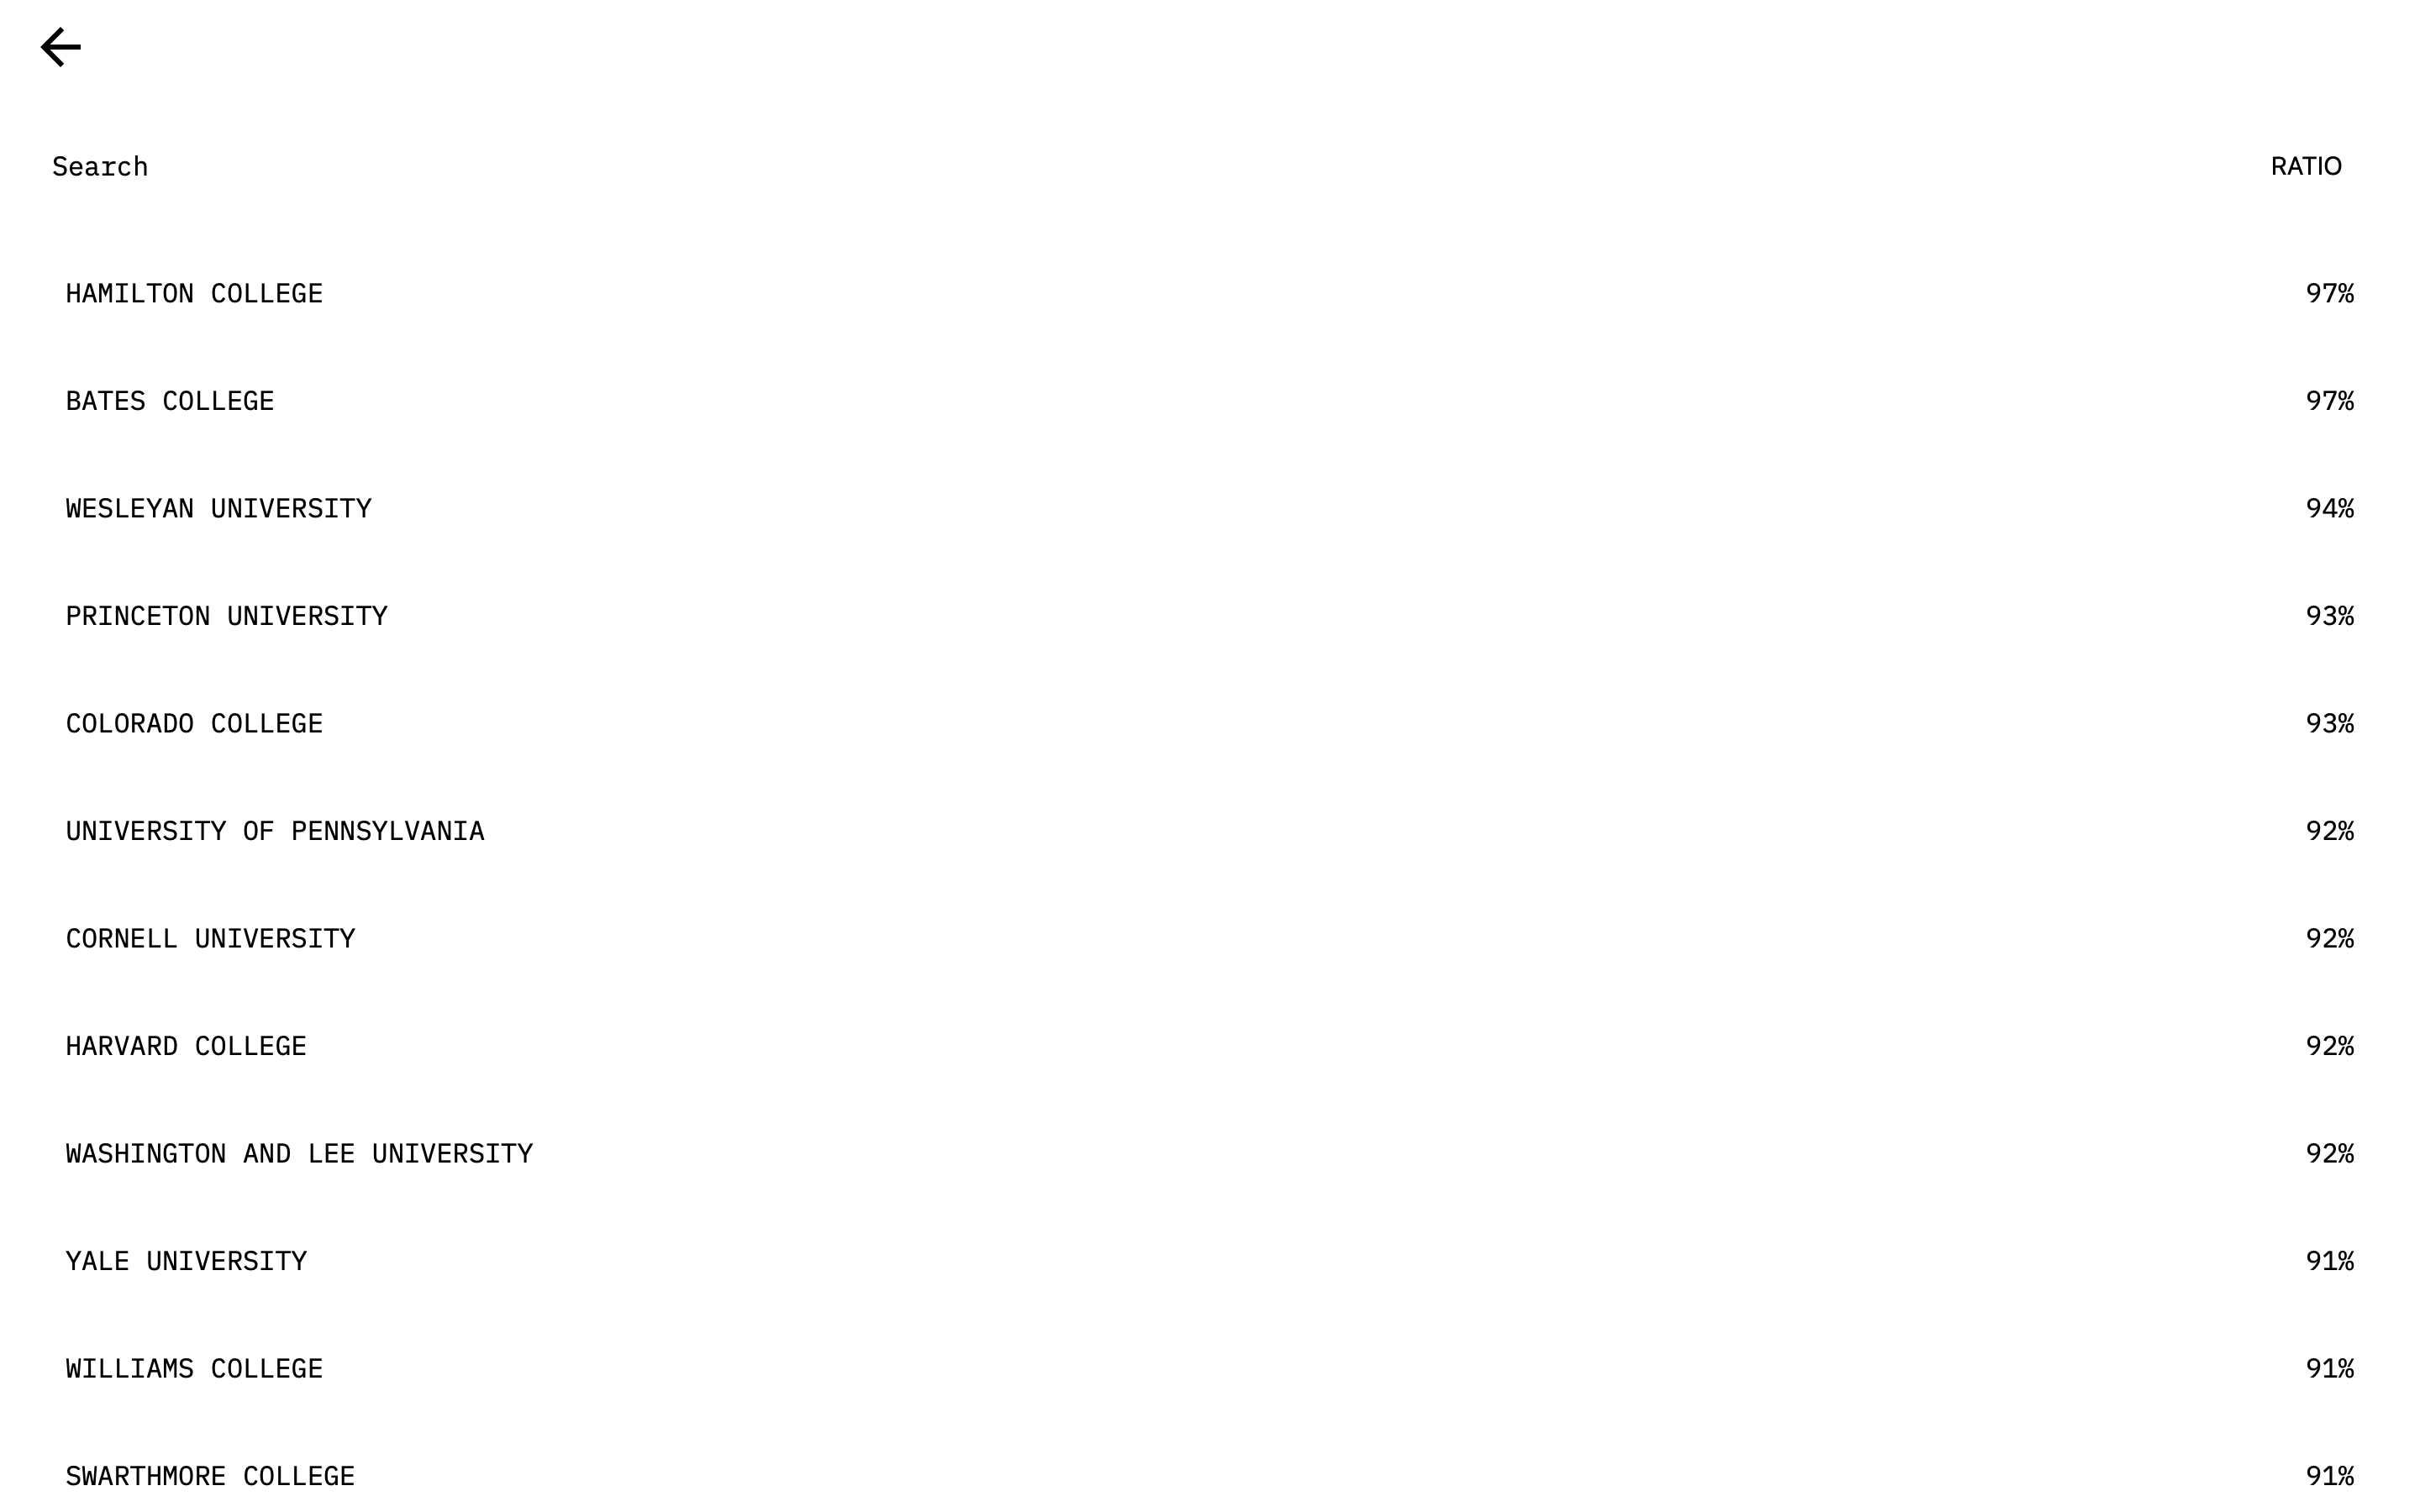 Search RATIO
HAMILTON COLLEGE 97%
BATES COLLEGE 97%
WESLEYAN UNIVERSITY 94%
PRINCETON UNIVERSITY 93%
COLORADO COLLEGE 93%
UNIVERSITY OF PENNSYLVANIA 92%
CORNELL UNIVERSITY 92%
HARVARD COLLEGE 92%
WASHINGTON AND LEE UNIVERSITY 92%
YALE UNIVERSITY 91%
WILLIAMS COLLEGE 91%
SWARTHMORE COLLEGE 91%